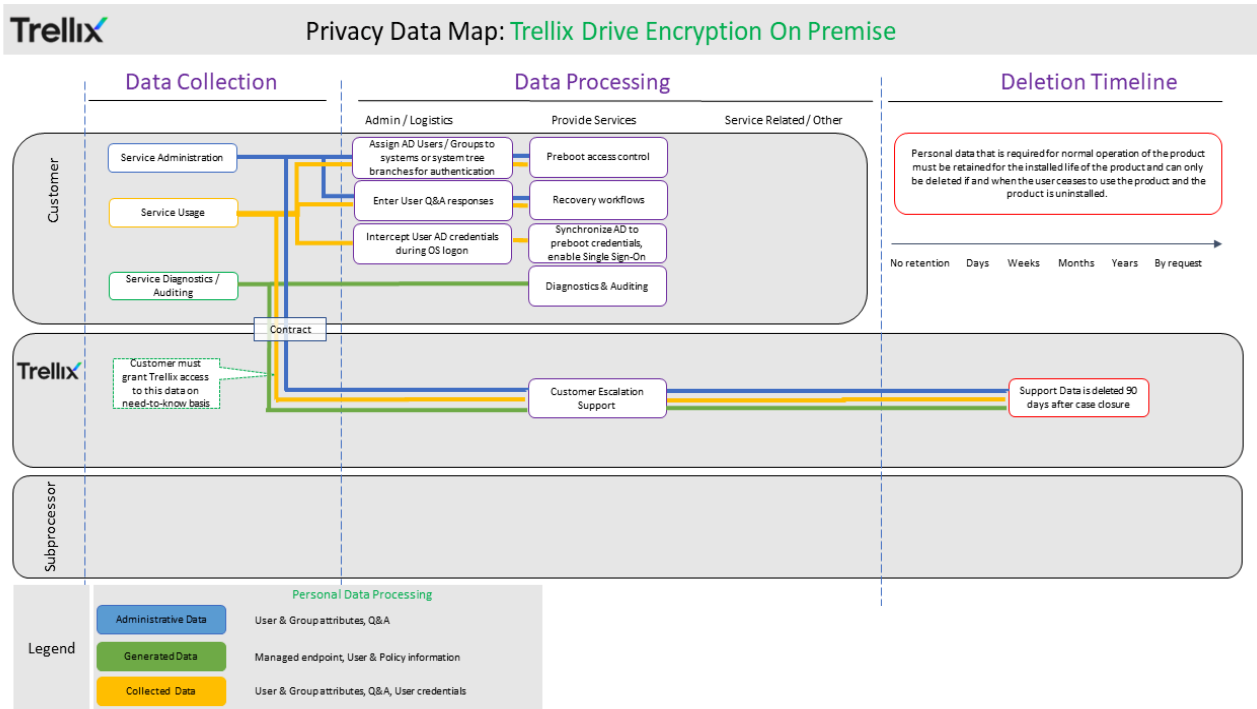 Trellix
Privacy Data Map: Trellix Drive Encryption On Premise
Data Collection
Data Processing
Deletion Timeline
Admin / Logistics
Provide Services
Service Related / Other
Customer
Service Administration
Assign AD Users / Groups to
systems or system tree
branches for authentication
Preboot access control
Personal data that is required for normal operation of the product
must be retained for the installed life of the product and can only
be deleted if and when the user ceases to use the product and the
product is uninstalled.
Service Usage
Enter User Q&A responses
Recovery workflows
Intercept User AD credentials
during OS logon
Synchronize AD to
preboot credentials,
enable Single Sign-On
No retention
Days
Weeks
Months
Years
By request
Service Diagnostics /
Auditing
Diagnostics & Auditing
Contract
Trellix
Customer must
grant Trellix access
to this data on
need-to-know basis
Customer Escalation
Support
Support Data is deleted 90
days after case closure
Subprocessor
Legend
Personal Data Processing
Administrative Data
User & Group attributes, Q&A
Generated Data
Managed endpoint, User & Policy information
Collected Data
User & Group attributes, Q&A, User credentials